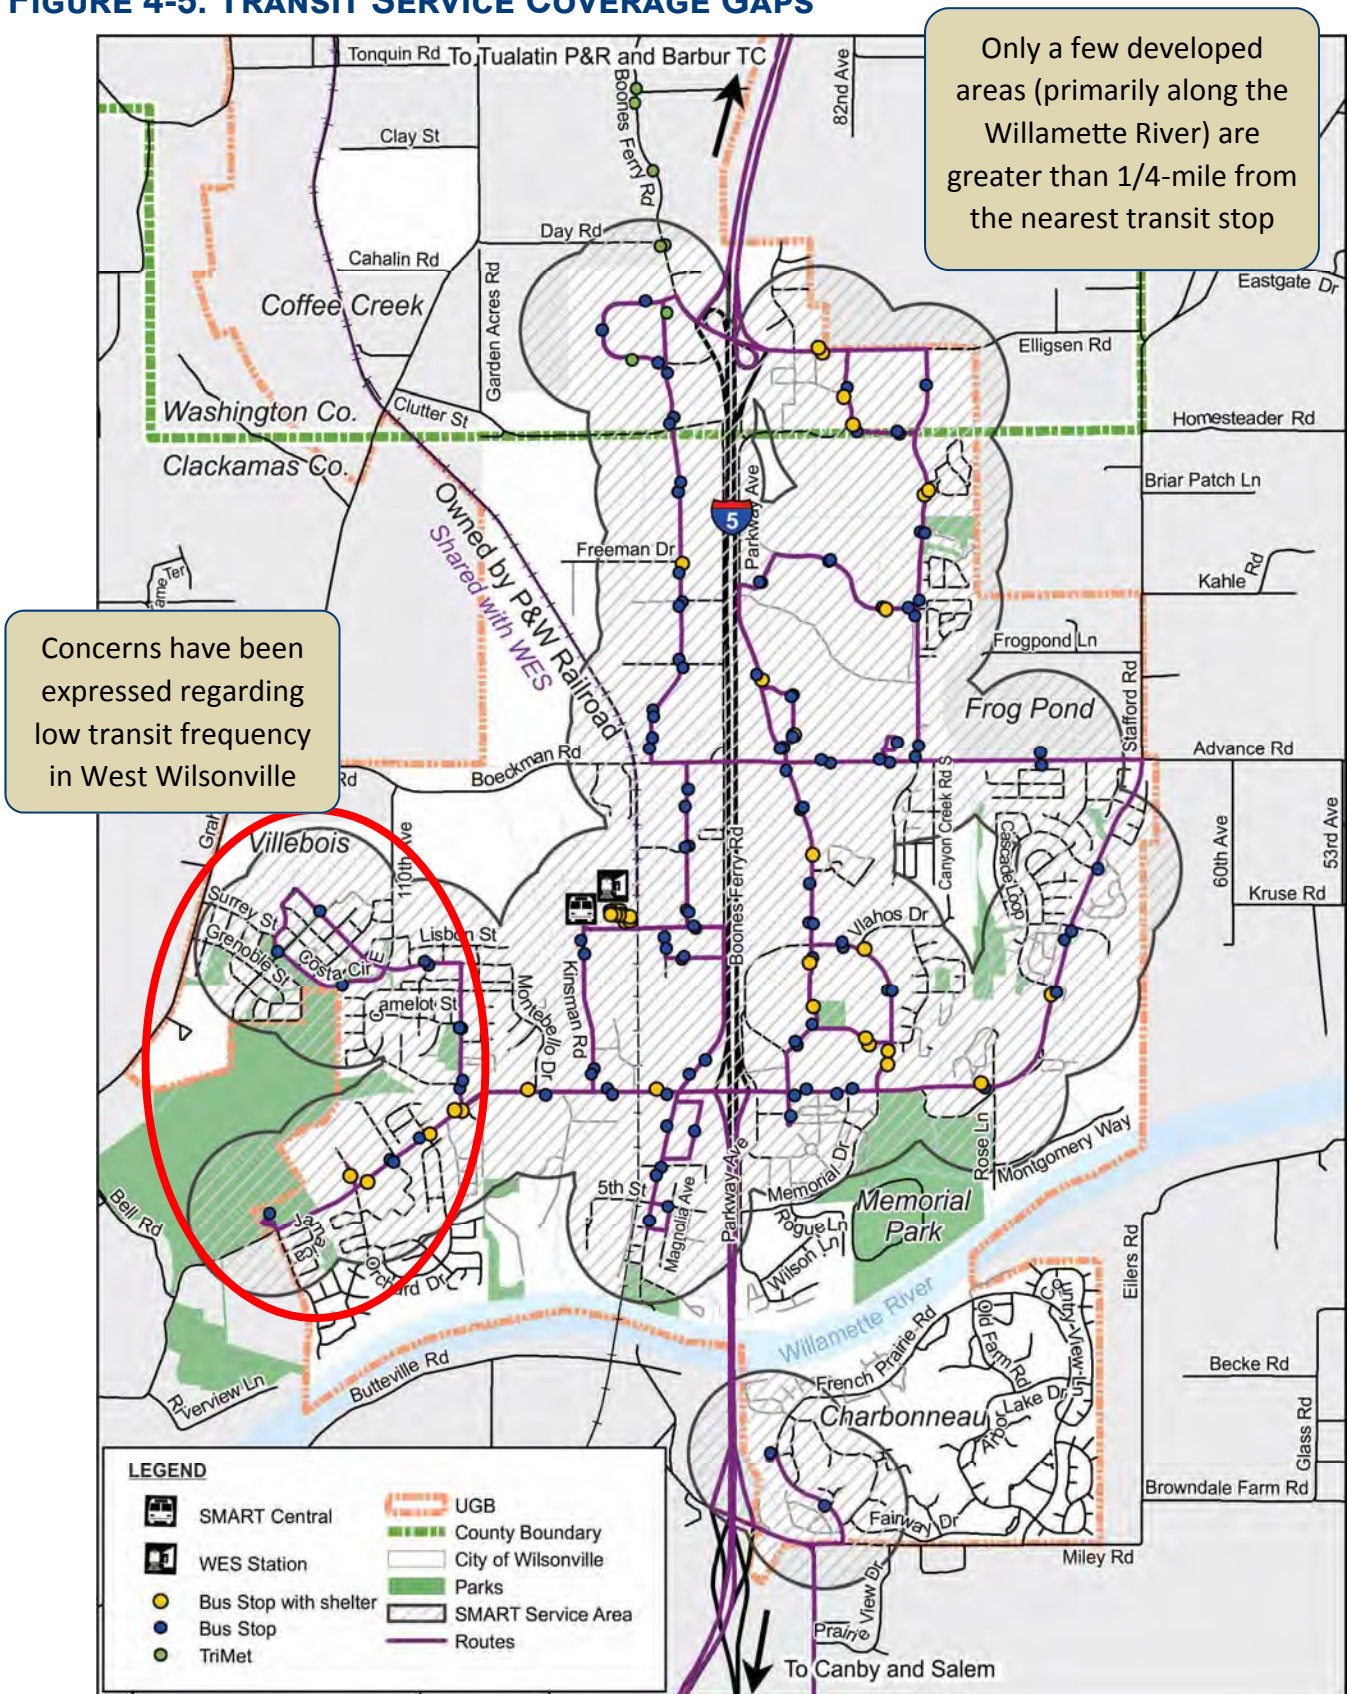 FIGURE 4-5. TRANSIT SERVICE COVERAGE GAPS
Only a few developed
areas (primarily along the
Willamette River) are
greater than 1/4-mile from
the nearest transit stop
Tonquin Rd
To Tualatin P&R and Barbur TC
82nd Ave
Clay St
Boones Ferry Rd
Day Rd
Cahalin Rd
Coffee Creek
Garden Acres Rd
Eastgate Dr
Elligsen Rd
Washington Co.
Clutter St
Homesteader Rd
Clackamas Co.
Briar Patch Ln
Parkway Ave
5
Owned by P&W Railroad
Shared with WES
Freeman Dr
Kahle Rd
ame Ter
Frogpond Ln
Concerns have been
expressed regarding
low transit frequency
in West Wilsonville
Frog Pond
Stafford Rd
Advance Rd
Boeckman Rd
Rd
Grah
Villebois
110th Ave
Boones Ferry Rd
Canyon Creek Rd S
Cascade Loop
60th Ave
53rd Ave
Kruse Rd
Surrey St
Grenoble St
Costa Cir E
Lisbon St
Vlahos Dr
Camelot St
Montebello Dr
Kinsman Rd
Rose Ln
Montgomery Way
Bell Rd
Jamaica
Orchard Dr
5th St
Magnolia Ave
Parkway Ave
Memorial Dr
Rogue Ln
Wilson Ln
Memorial
Park
Eilers Rd
Willamette River
Country View Ln
Old Farm Rd
French Prairie Rd
Arbor Lake Dr
Becke Rd
Riverview Ln
Butteville Rd
Charbonneau
Glass Rd
Browndale Farm Rd
Fairway Dr
Miley Rd
Prairie View Dr
To Canby and Salem
LEGEND
SMART Central
WES Station
Bus Stop with shelter
Bus Stop
TriMet
UGB
County Boundary
City of Wilsonville
Parks
SMART Service Area
Routes